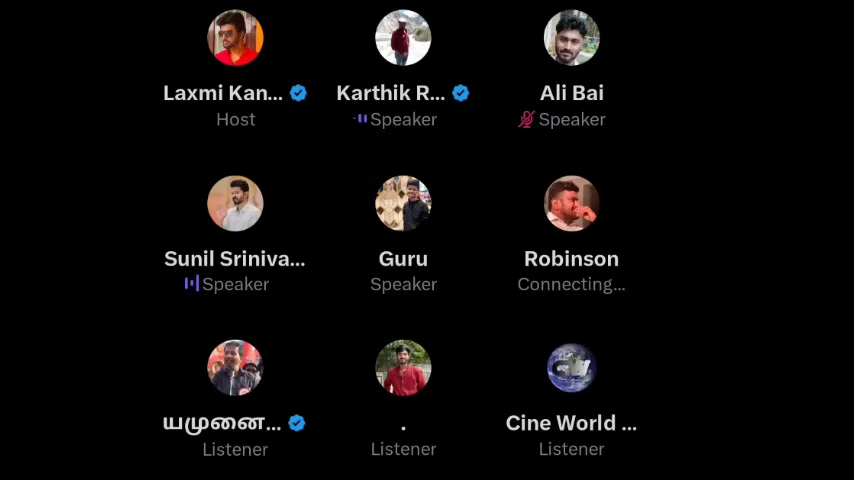 Laxmi Kan... Karthik R... Ali Bai
Host Speaker Speaker
Sunil Sriniva... Guru Robinson
Speaker Speaker Connecting...
யமுனை... . Cine World ...
Listener Listener Listener